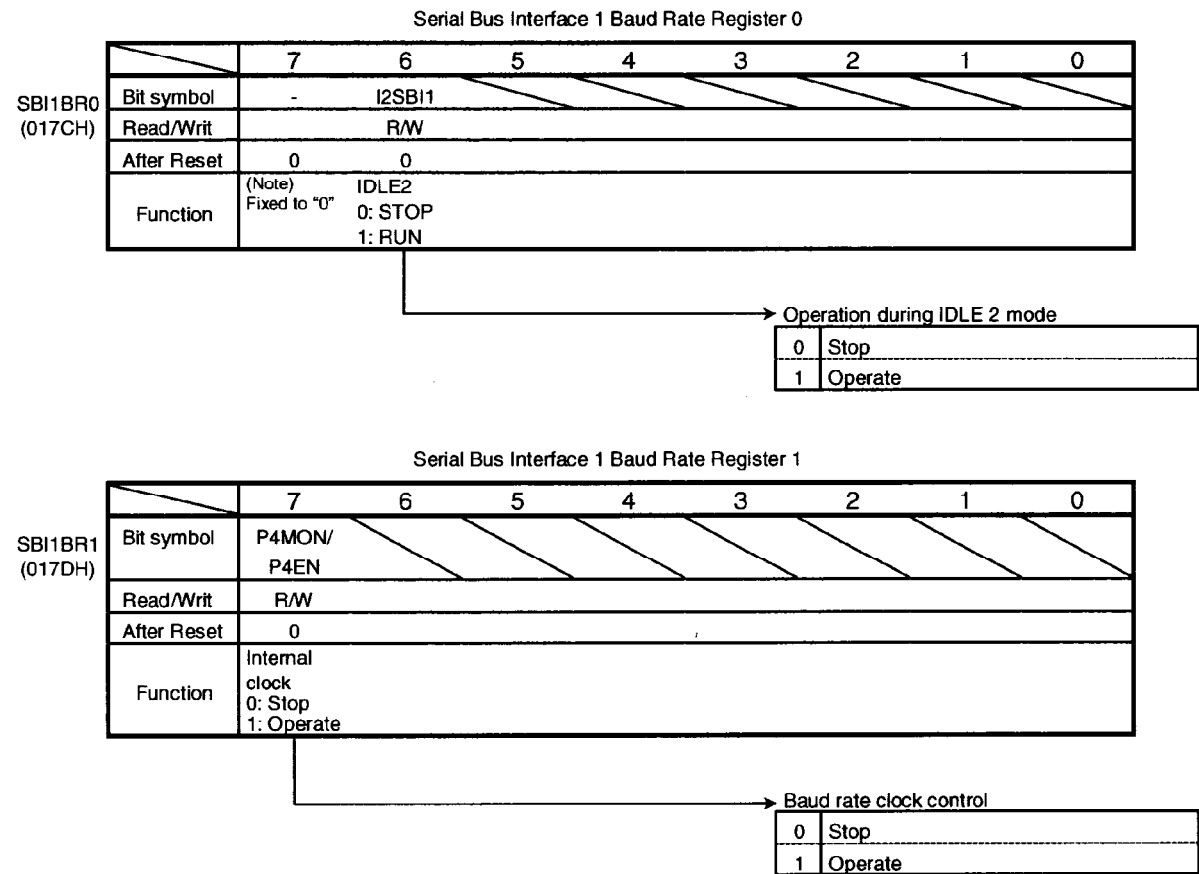 Serial Bus Interface 1 Baud Rate Register 0
7 6 5 4 3 2 1 0
SBI1BR0
(017CH)
Bit symbol - I2SBI1
Read/Writ R/W
After Reset 0 0
Function (Note) IDLE2
Fixed to "0" 0: STOP
1: RUN
Operation during IDLE 2 mode
0 Stop
1 Operate
Serial Bus Interface 1 Baud Rate Register 1
7 6 5 4 3 2 1 0
SBI1BR1
(017DH)
Bit symbol P4MON/
P4EN
Read/Writ R/W
After Reset 0
Function Internal
clock
0: Stop
1: Operate
Baud rate clock control
0 Stop
1 Operate